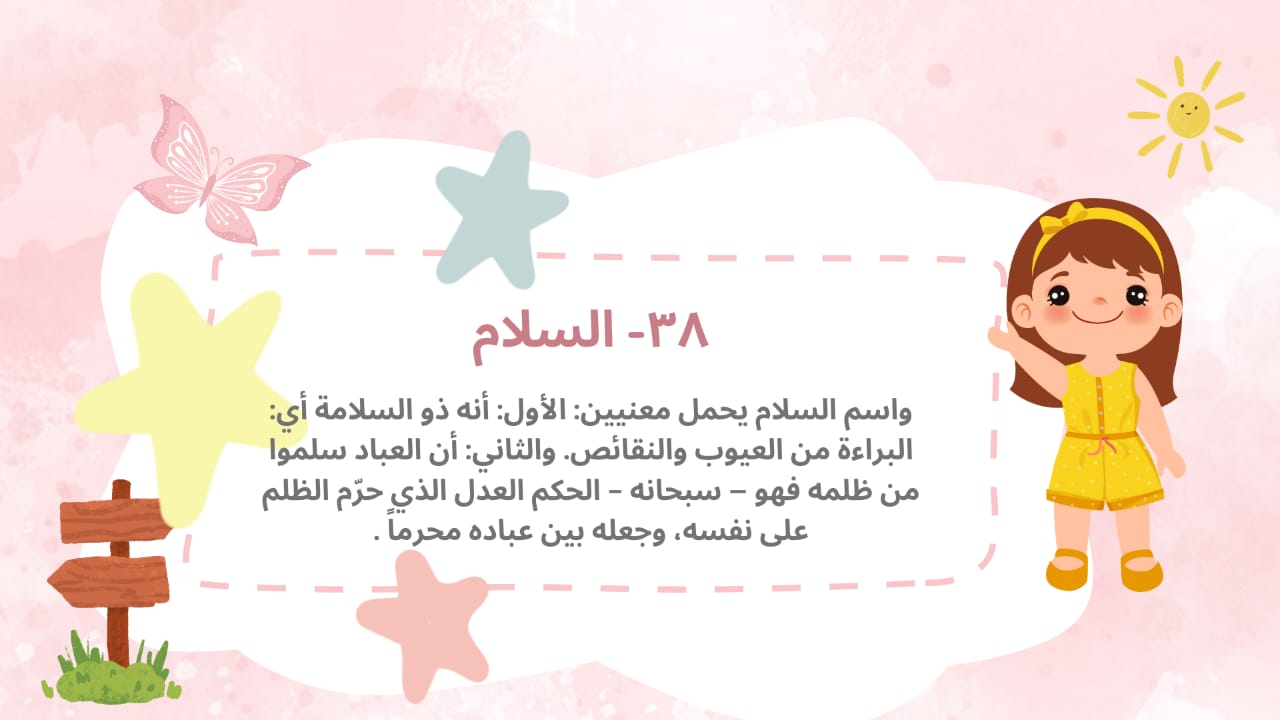 ٣٨- السلام
واسم السلام يحمل معنيين: الأول: أنه ذو السلامة أي:
البراءة من العيوب والنقائص. والثاني: أن العباد سلموا
من ظلمه فهو – سبحانه – الحكم العدل الذي حرّم الظلم
على نفسه، وجعله بين عباده محرماً .